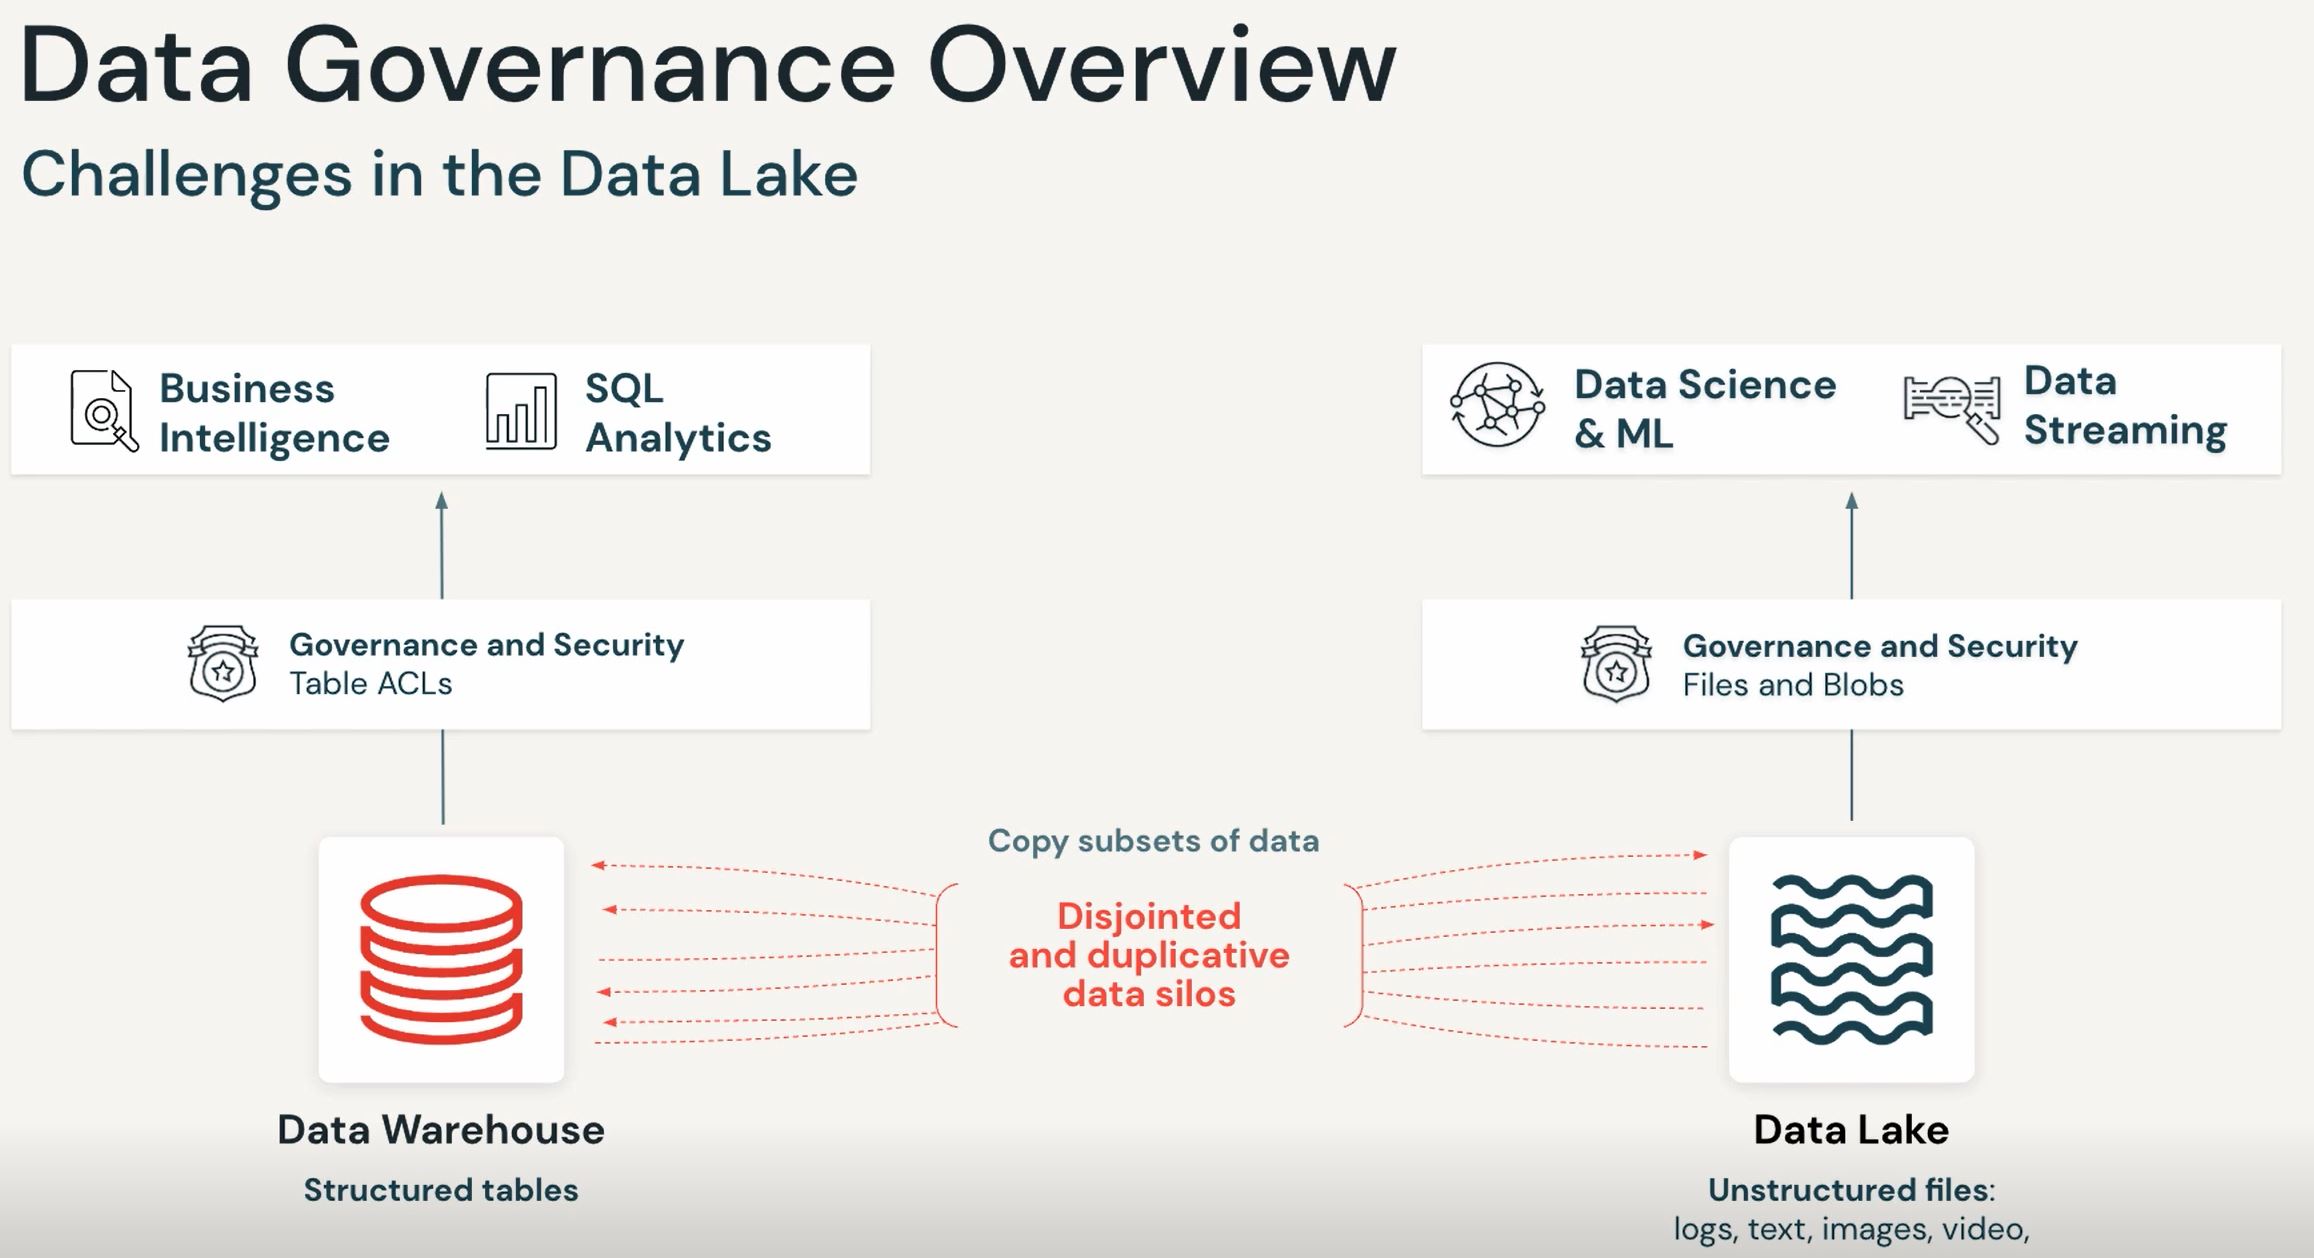 Data Governance Overview
Challenges in the Data Lake
Business
Intelligence
SQL
Analytics
Data Science
& ML
Data
Streaming
Governance and Security
Table ACLs
Governance and Security
Files and Blobs
Copy subsets of data
Disjointed
and duplicative
data silos
Data Warehouse
Structured tables
Data Lake
Unstructured files:
logs, text, images, video,